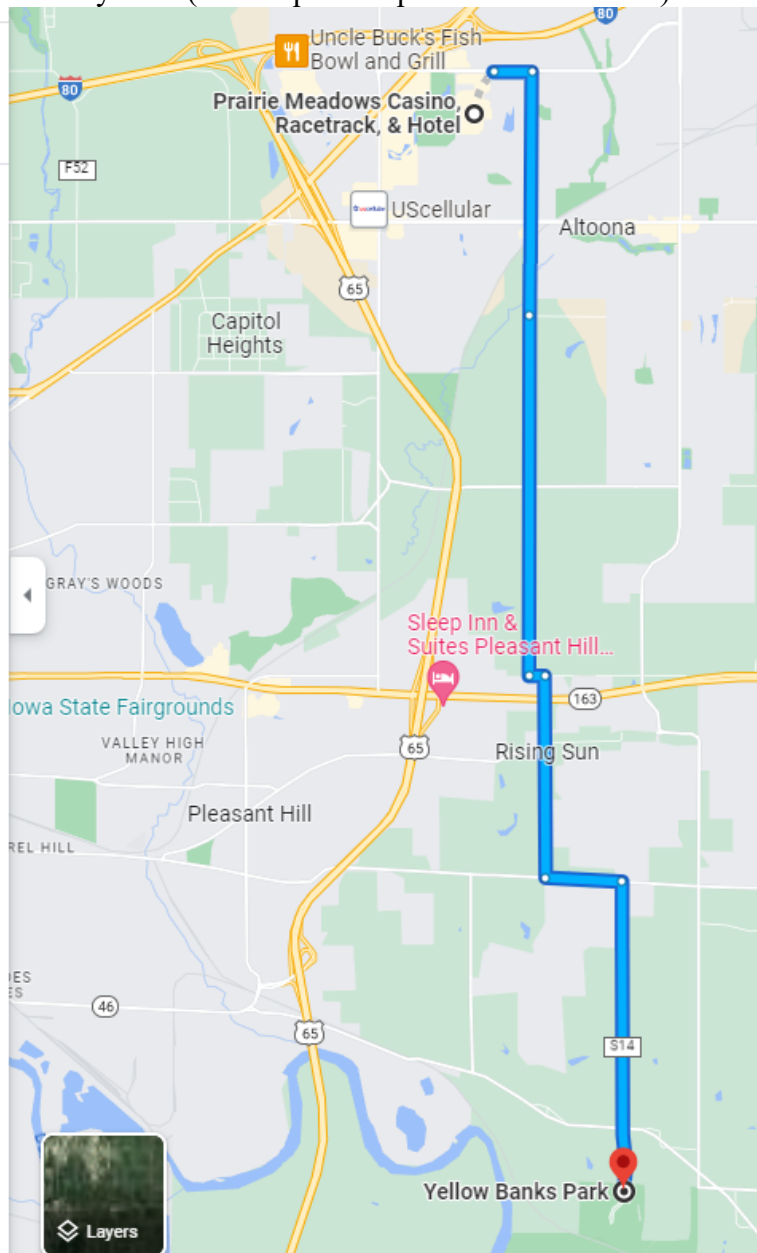 80
Uncle Buck's Fish
Bowl and Grill
80
Prairie Meadows Casino,
Racetrack, & Hotel
F52
UScellular
UScellular
Altoona
65
Capitol
Heights
GRAY'S WOODS
Sleep Inn &
Suites Pleasant Hill...
163
Iowa State Fairgrounds
65
Rising Sun
VALLEY HIGH
MANOR
Pleasant Hill
REL HILL
ES
46
65
S14
Yellow Banks Park
Layers